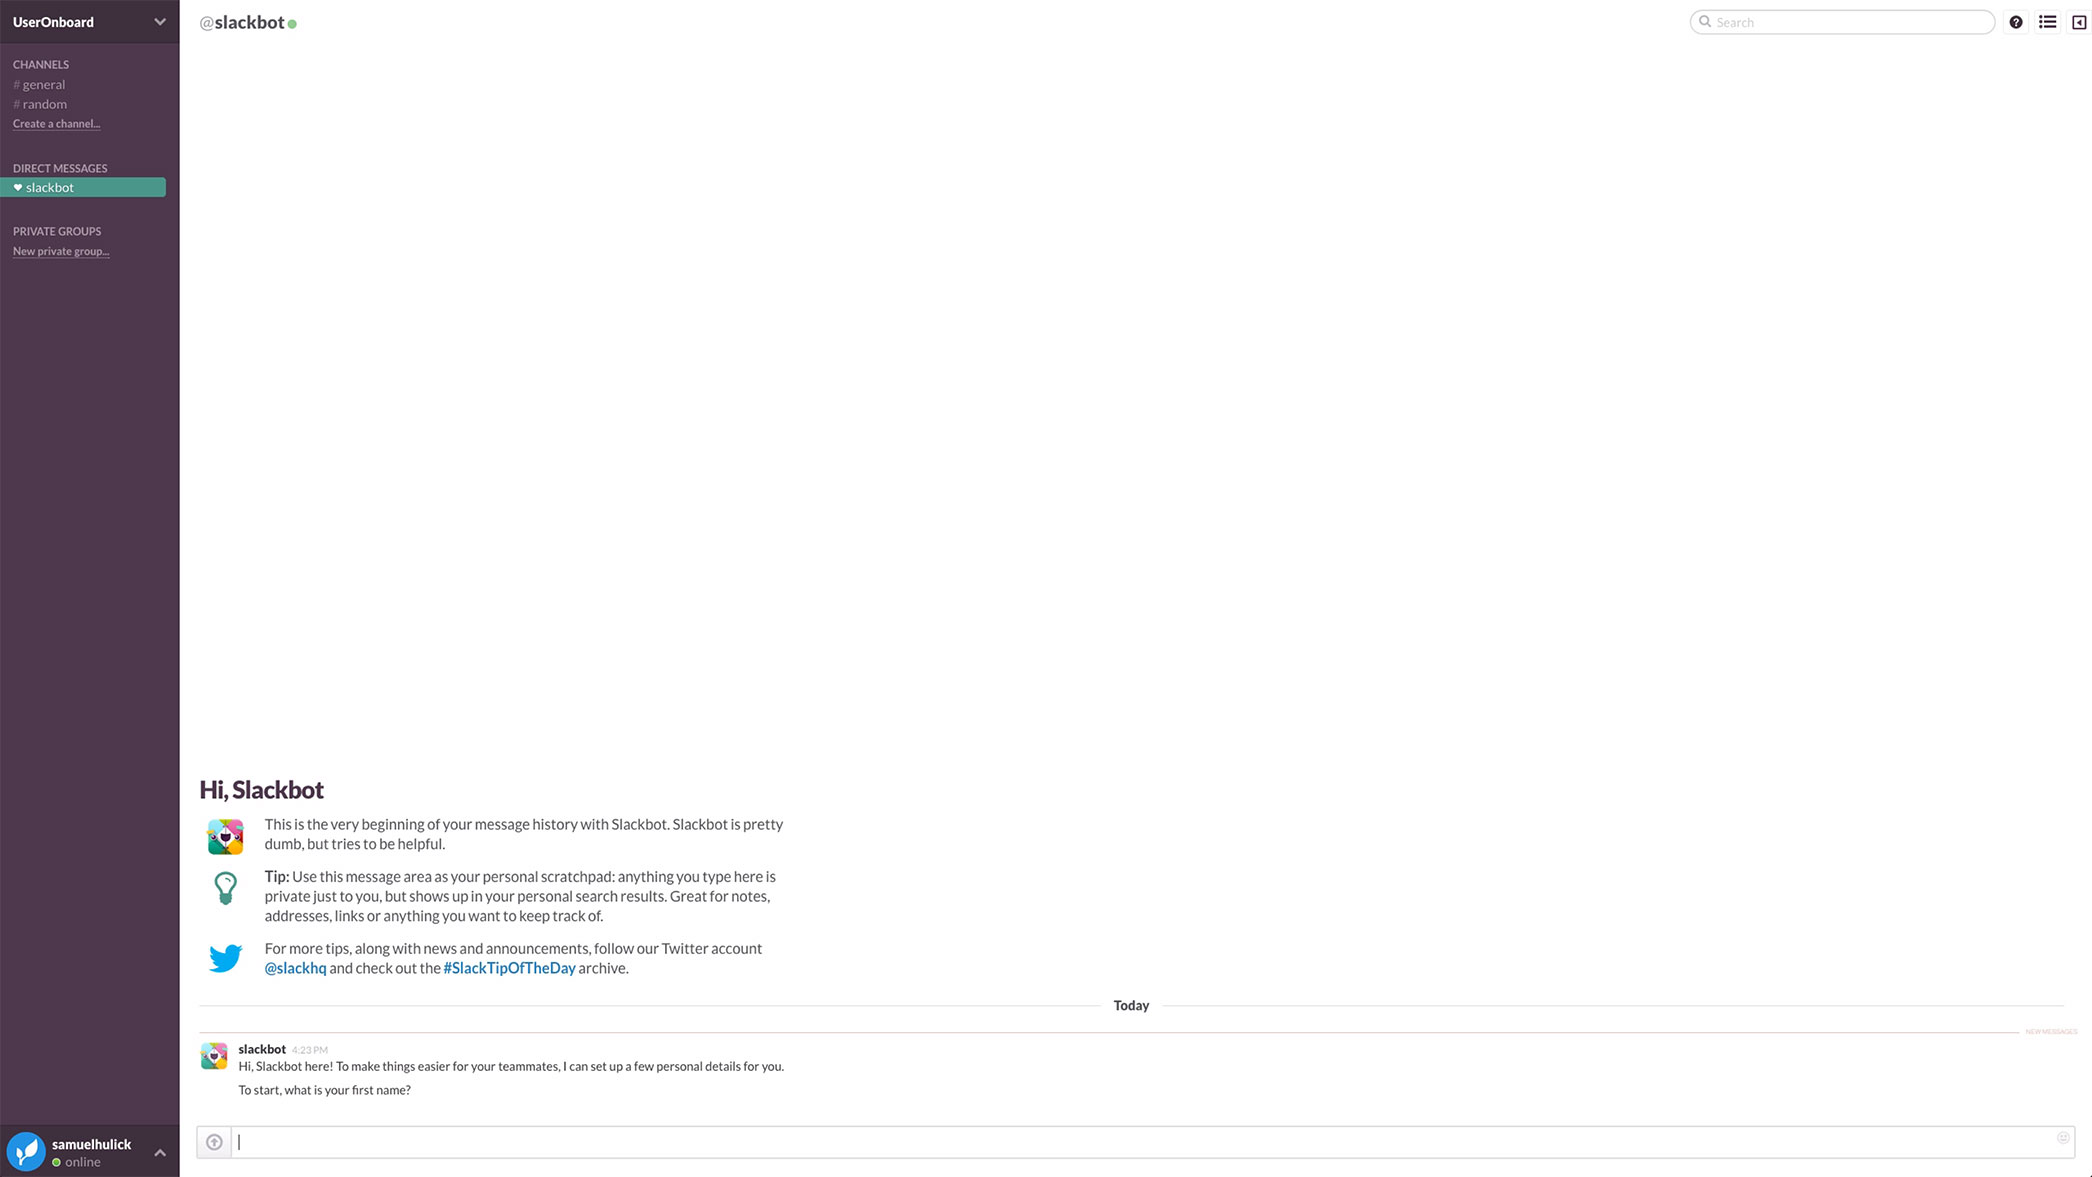 UserOnboard
CHANNELS
# general
# random
Create a channel...
DIRECT MESSAGES
slackbot
PRIVATE GROUPS
New private group...
samuelhulick
online
@slackbot
Search
Hi, Slackbot
This is the very beginning of your message history with Slackbot. Slackbot is pretty
dumb, but tries to be helpful.
Tip: Use this message area as your personal scratchpad: anything you type here is
private just to you, but shows up in your personal search results. Great for notes,
addresses, links or anything you want to keep track of.
For more tips, along with news and announcements, follow our Twitter account
@slackhq and check out the #SlackTipOfTheDay archive.
Today
NEW MESSAGES
slackbot 4:23 PM
Hi, Slackbot here! To make things easier for your teammates, I can set up a few personal details for you.
To start, what is your first name?